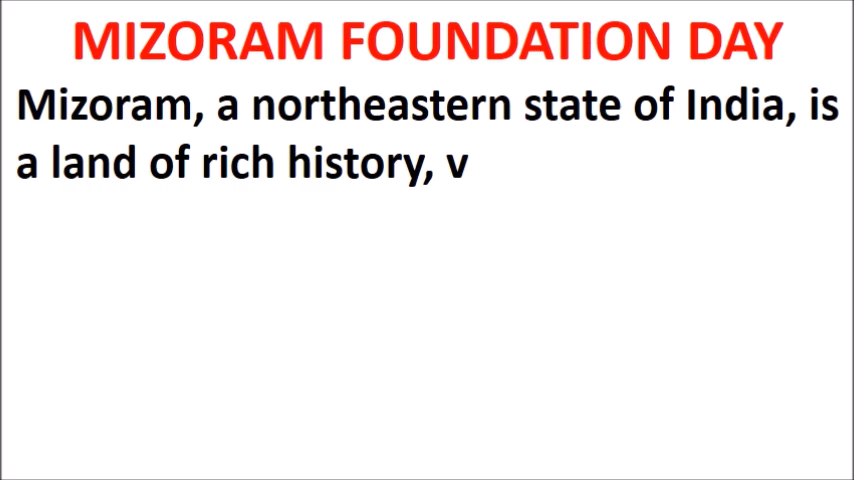 MIZORAM FOUNDATION DAY
Mizoram, a northeastern state of India, is
a land of rich history, v